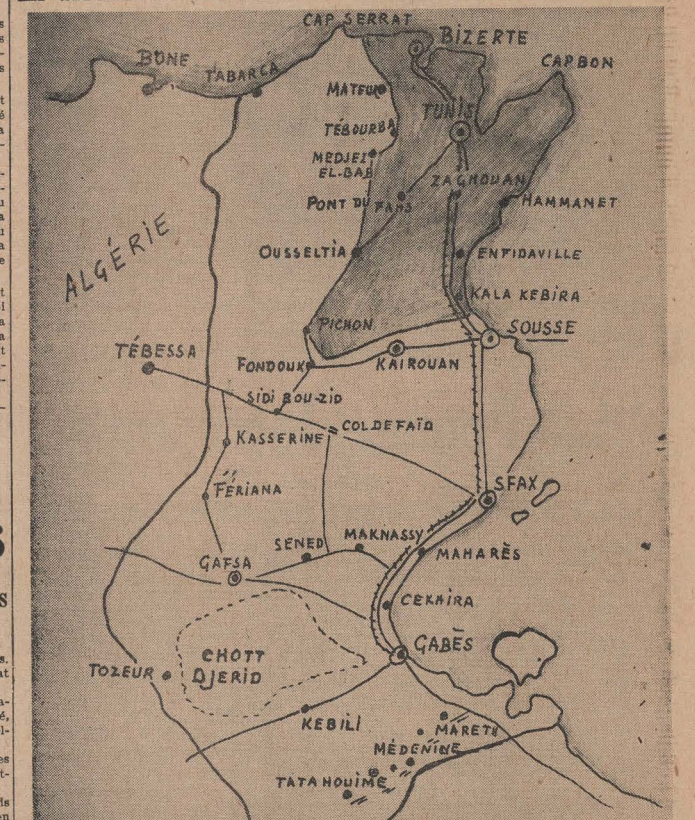 CAP SERRAT
BIZERTE
BÔNE
TABARCA
CAP BON
MATEUR
TUNIS
TÉBOURBA
MEDJEZ
EL-BAB
ZAGHOUAN
PONT DU FAHS
HAMMANET
ALGÉRIE
OUSSELTIA
ENFIDAVILLE
KALA KEBIRA
PICHON
SOUSSE
TÉBESSA
FONDOUK
KAIROUAN
SIDI BOU-ZID
COL DE FAÏD
KASSERINE
FÉRIANA
SFAX
SENED
MAKNASSY
GAFSA
MAHARÈS
CEKHIRA
CHOTT
DJERID
GABÈS
TOZEUR
KEBILI
MARETH
MÉDENINE
TATAHOUIME